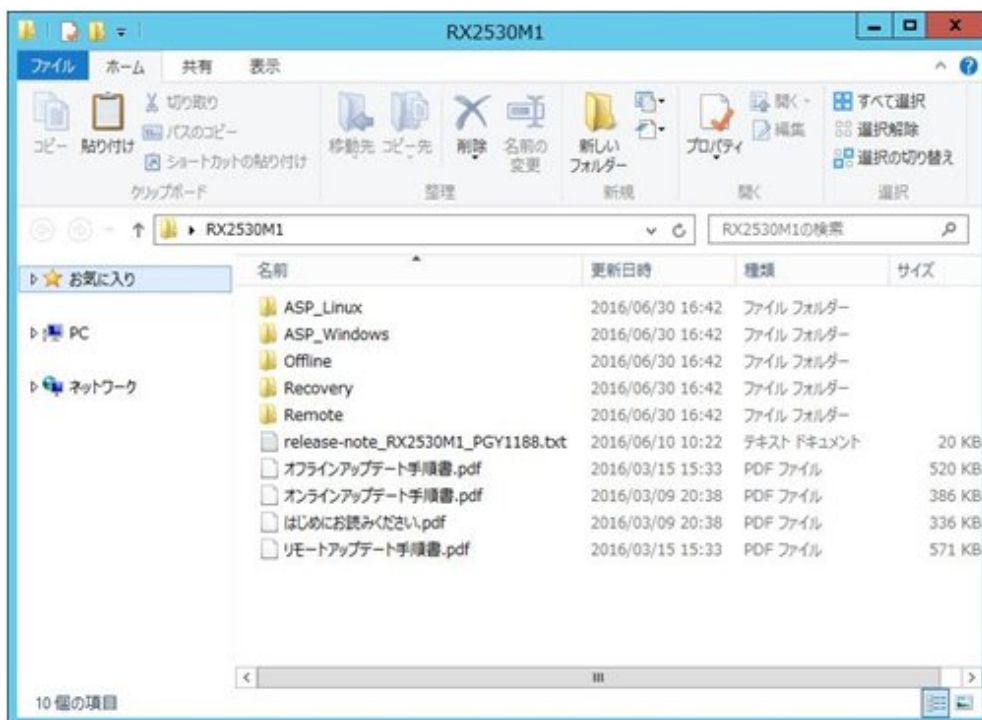 RX2530M1
ファイル ホーム 共有 表示
コピー 貼り付け 切り取り パスのコピー ショートカットの貼り付け 移動先 コピー先 削除 名前の変更 新しいフォルダー プロパティ 開く 編集 すべて選択 選択解除 選択の切り替え
クリップボード 整理 新規 開く 選択
RX2530M1 RX2530M1の検索
お気に入り
PC
ネットワーク
名前 更新日時 種類 サイズ
ASP_Linux 2016/06/30 16:42 ファイル フォルダー
ASP_Windows 2016/06/30 16:42 ファイル フォルダー
Offline 2016/06/30 16:42 ファイル フォルダー
Recovery 2016/06/30 16:42 ファイル フォルダー
Remote 2016/06/30 16:42 ファイル フォルダー
release-note_RX2530M1_PGY1188.txt 2016/06/10 10:22 テキスト ドキュメント 20 KB
オフラインアップデート手順書.pdf 2016/03/15 15:33 PDF ファイル 520 KB
オンラインアップデート手順書.pdf 2016/03/09 20:38 PDF ファイル 386 KB
はじめにお読みください.pdf 2016/03/09 20:38 PDF ファイル 336 KB
リモートアップデート手順書.pdf 2016/03/15 15:33 PDF ファイル 571 KB
10 個の項目